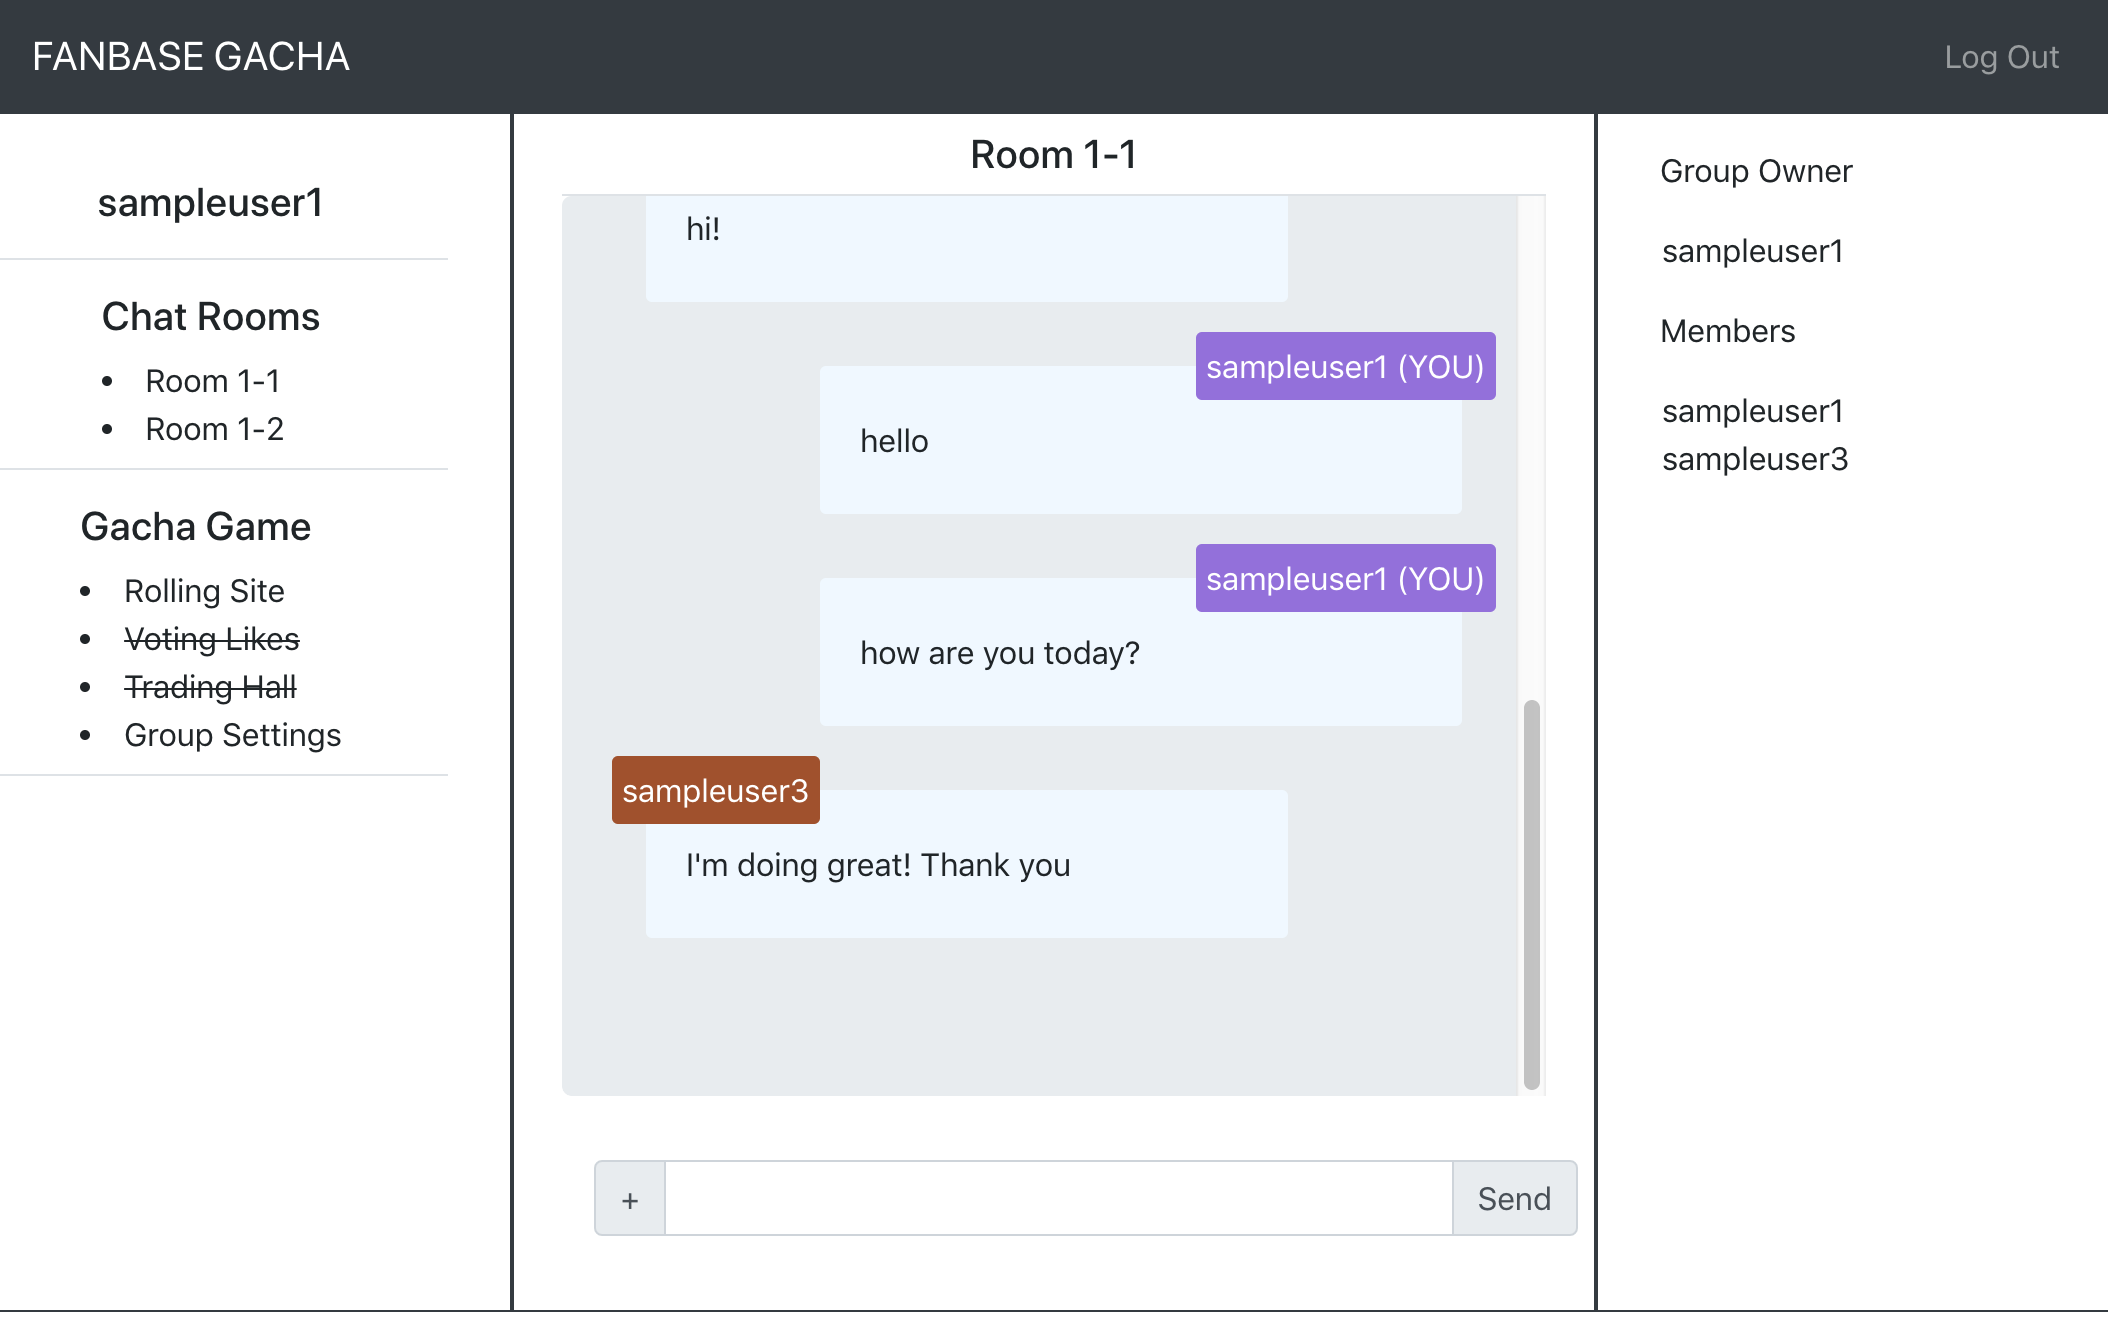 FANBASE GACHA
Log Out
sampleuser1
Chat Rooms
Room 1-1
Room 1-2
Gacha Game
Rolling Site
Voting Likes
Trading Hall
Group Settings
Room 1-1
hi!
sampleuser1 (YOU)
hello
sampleuser1 (YOU)
how are you today?
sampleuser3
I'm doing great! Thank you
+
Send
Group Owner
sampleuser1
Members
sampleuser1
sampleuser3